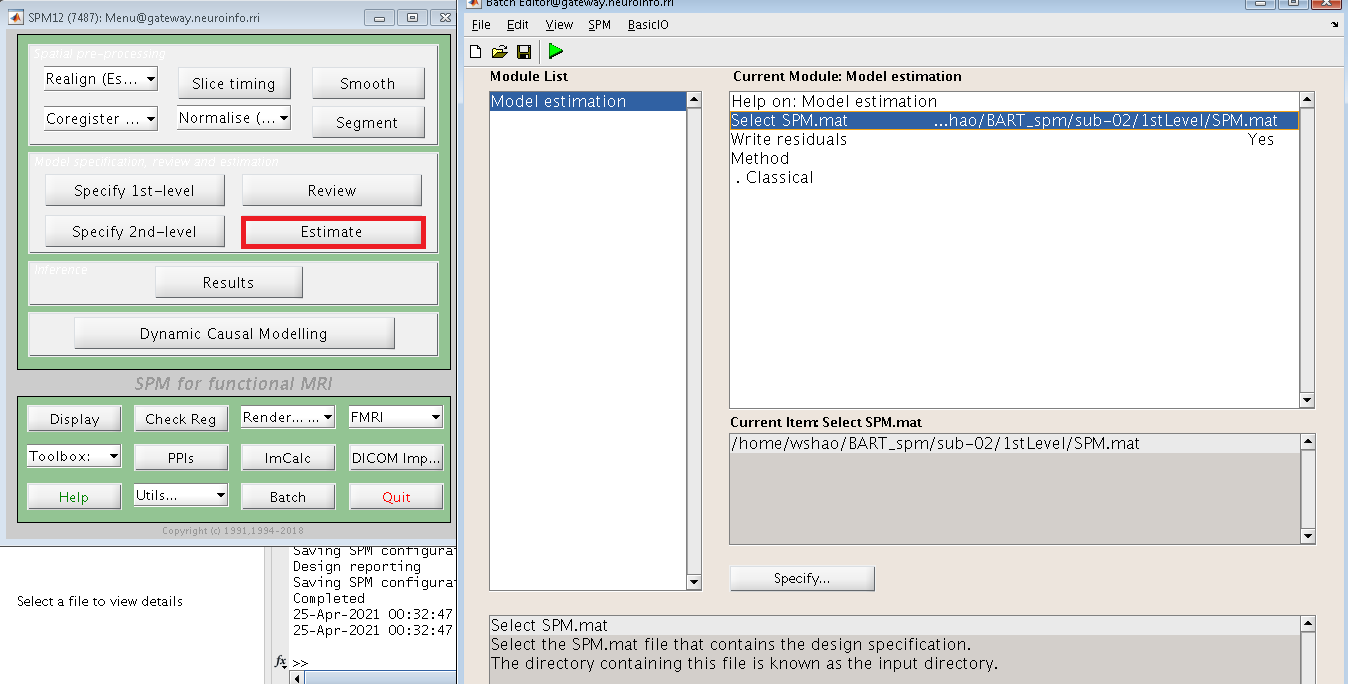 SPM12 (7487): Menu@gateway.neuroinfo.rri
Spatial pre-processing
Realign (Es...
Slice timing
Smooth
Coregister ...
Normalise (...
Segment
Model specification, review and estimation
Specify 1st-level
Review
Specify 2nd-level
Estimate
Inference
Results
Dynamic Causal Modelling
SPM for functional MRI
Display
Check Reg
Render... ...
FMRI
Toolbox:
PPIs
ImCalc
DICOM Imp...
Help
Utils...
Batch
Quit
Copyright (c) 1991,1994-2018
Select a file to view details
Saving SPM configurat
Design reporting
Saving SPM configurat
Completed
25-Apr-2021 00:32:47
25-Apr-2021 00:32:47
fx >>
Batch Editor@gateway.neuroinfo.rri
File Edit View SPM BasicIO
Module List
Model estimation
Current Module: Model estimation
Help on: Model estimation
Select SPM.mat ...hao/BART_spm/sub-02/1stLevel/SPM.mat
Write residuals Yes
Method
. Classical
Current Item: Select SPM.mat
/home/wshao/BART_spm/sub-02/1stLevel/SPM.mat
Specify...
Select SPM.mat
Select the SPM.mat file that contains the design specification.
The directory containing this file is known as the input directory.